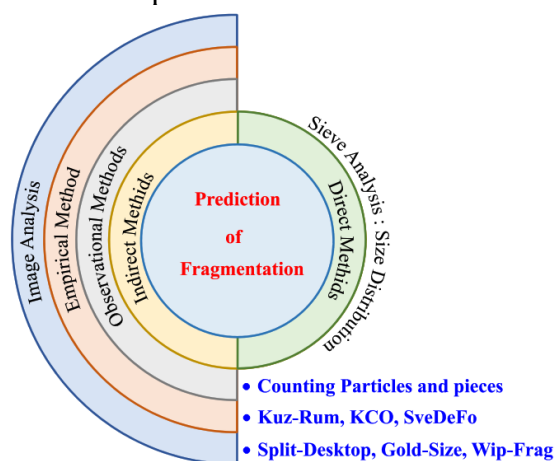 Prediction
of
Fragmentation
Image Analysis
Empirical Method
Observational Methods
Indirect Methids
Direct Methids
Sieve Analysis : Size Distribution
• Counting Particles and pieces
• Kuz-Rum, KCO, SveDeFo
• Split-Desktop, Gold-Size, Wip-Frag